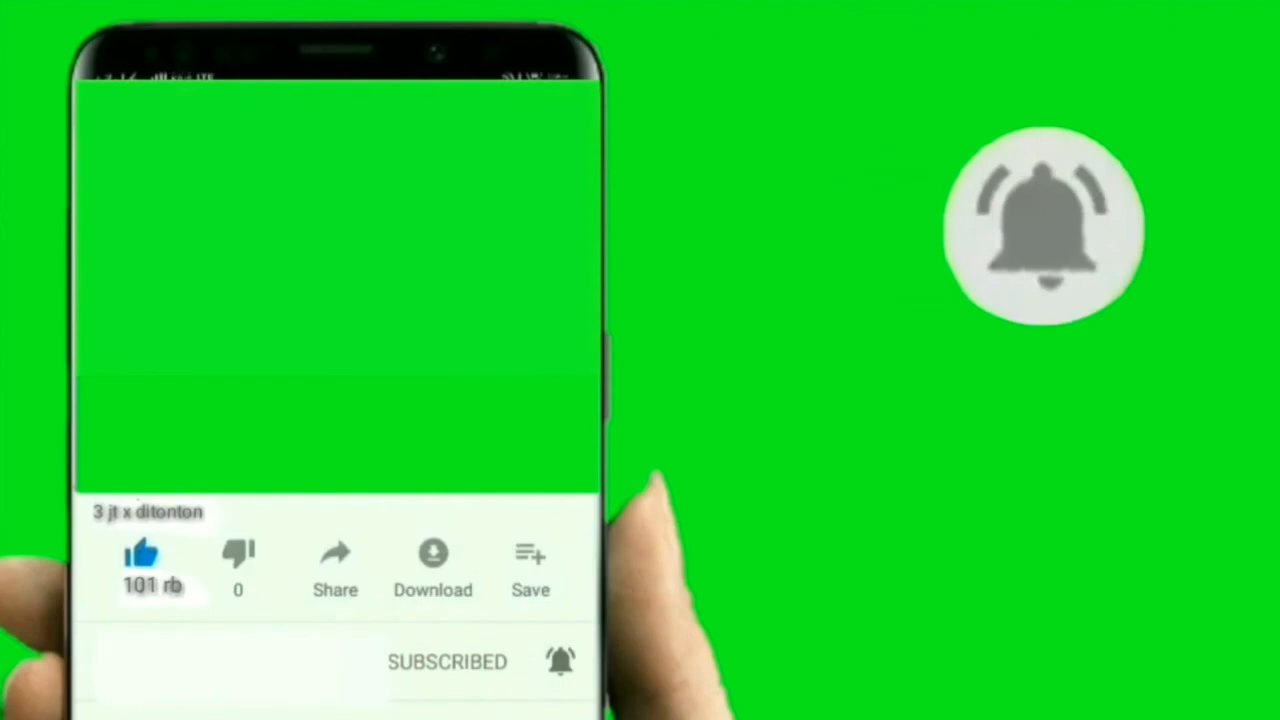 3 jt x ditonton
101 rb
0
Share
Download
Save
SUBSCRIBED